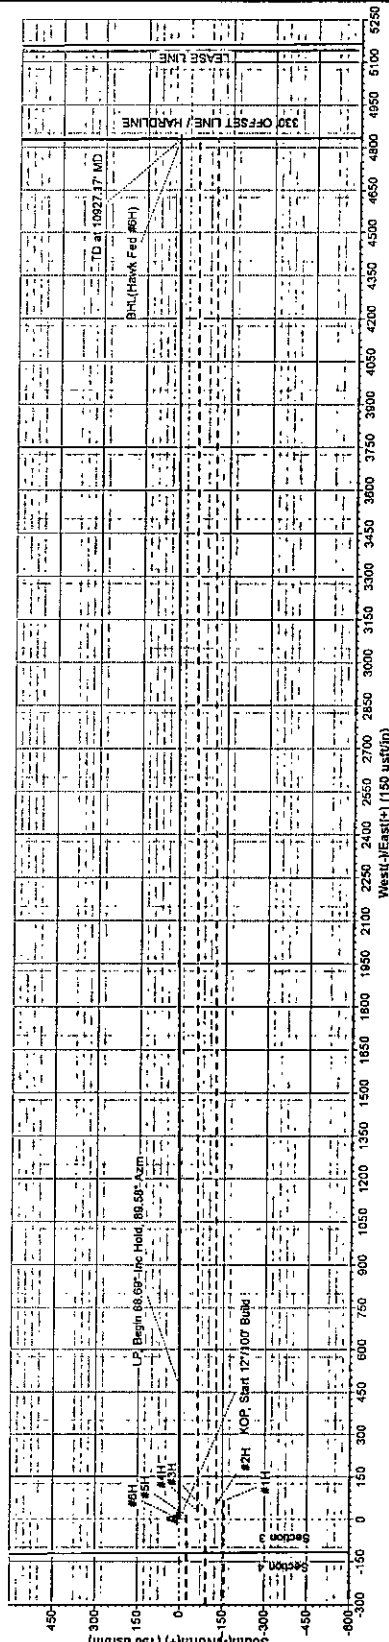 LEASE LINE
330' OFFSET LINE / HARDLINE
TD at 10927.17' MD
BHL(Hawk Fed #6H)
LP, Begin 88.69° Inc Hold, 89.58° Azm
KOP, Start 12°/100' Build
#6H
#5H
#4H
#3H
#2H
#1H
Section 3
Section 4
450
300
150
0
-150
-300
-450
-600
-300
-150
0
150
300
450
600
750
900
1050
1200
1350
1500
1650
1800
1950
2100
2250
2400
2550
2700
2850
3000
3150
3300
3450
3600
3750
3900
4050
4200
4350
4500
4650
4800
4950
5100
5250
West(-)/East(+) (150 usft/in)
South(-)/North(+) (150 usft/in)